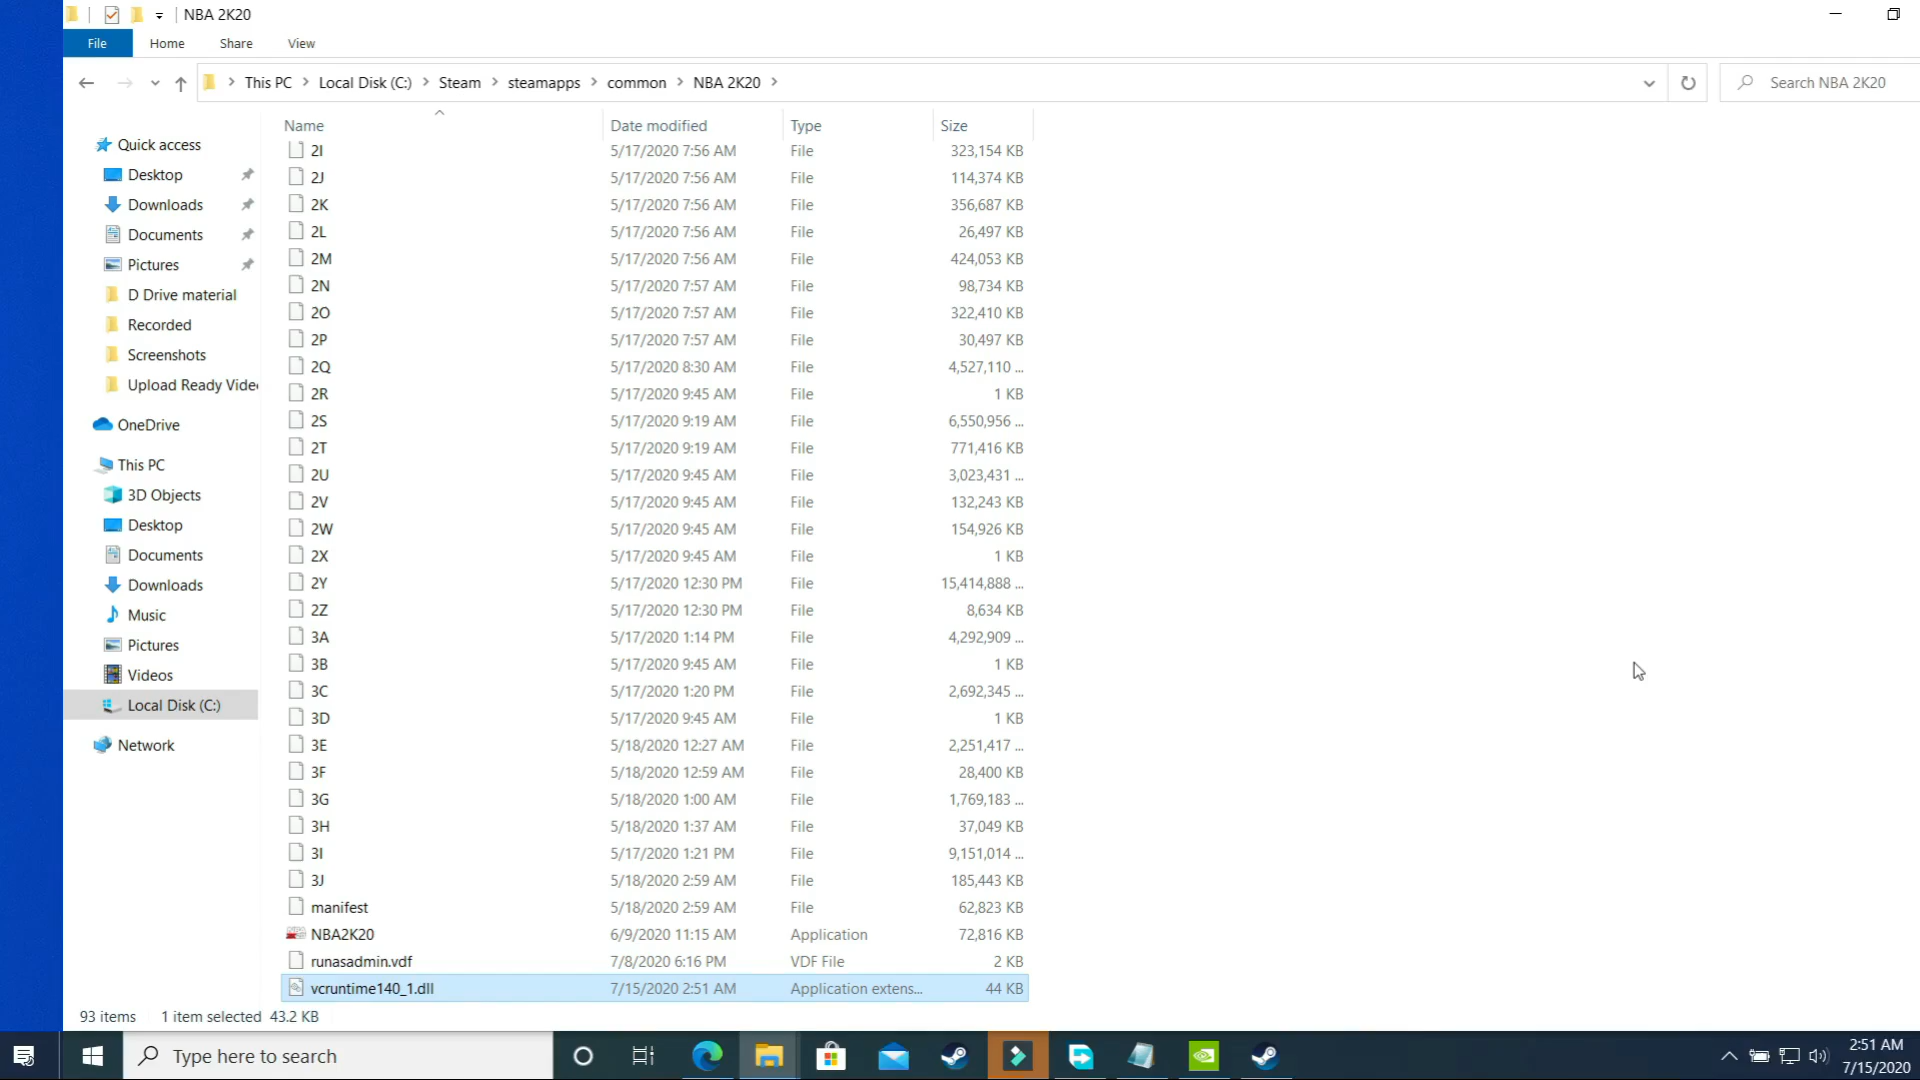 NBA 2K20
File Home Share View
This PC Local Disk (C:) Steam steamapps common NBA 2K20 Search NBA 2K20
Name Date modified Type Size
Quick access
Desktop
Downloads
Documents
Pictures
D Drive material
Recorded
Screenshots
Upload Ready Vide
OneDrive
This PC
3D Objects
Desktop
Documents
Downloads
Music
Pictures
Videos
Local Disk (C:)
Network
2I 5/17/2020 7:56 AM File 323,154 KB
2J 5/17/2020 7:56 AM File 114,374 KB
2K 5/17/2020 7:56 AM File 356,687 KB
2L 5/17/2020 7:56 AM File 26,497 KB
2M 5/17/2020 7:56 AM File 424,053 KB
2N 5/17/2020 7:57 AM File 98,734 KB
2O 5/17/2020 7:57 AM File 322,410 KB
2P 5/17/2020 7:57 AM File 30,497 KB
2Q 5/17/2020 8:30 AM File 4,527,110 ...
2R 5/17/2020 9:45 AM File 1 KB
2S 5/17/2020 9:19 AM File 6,550,956 ...
2T 5/17/2020 9:19 AM File 771,416 KB
2U 5/17/2020 9:45 AM File 3,023,431 ...
2V 5/17/2020 9:45 AM File 132,243 KB
2W 5/17/2020 9:45 AM File 154,926 KB
2X 5/17/2020 9:45 AM File 1 KB
2Y 5/17/2020 12:30 PM File 15,414,888 ...
2Z 5/17/2020 12:30 PM File 8,634 KB
3A 5/17/2020 1:14 PM File 4,292,909 ...
3B 5/17/2020 9:45 AM File 1 KB
3C 5/17/2020 1:20 PM File 2,692,345 ...
3D 5/17/2020 9:45 AM File 1 KB
3E 5/18/2020 12:27 AM File 2,251,417 ...
3F 5/18/2020 12:59 AM File 28,400 KB
3G 5/18/2020 1:00 AM File 1,769,183 ...
3H 5/18/2020 1:37 AM File 37,049 KB
3I 5/17/2020 1:21 PM File 9,151,014 ...
3J 5/18/2020 2:59 AM File 185,443 KB
manifest 5/18/2020 2:59 AM File 62,823 KB
NBA2K20 6/9/2020 11:15 AM Application 72,816 KB
runasadmin.vdf 7/8/2020 6:16 PM VDF File 2 KB
vcruntime140_1.dll 7/15/2020 2:51 AM Application extens... 44 KB
93 items 1 item selected 43.2 KB
Type here to search
2:51 AM
7/15/2020